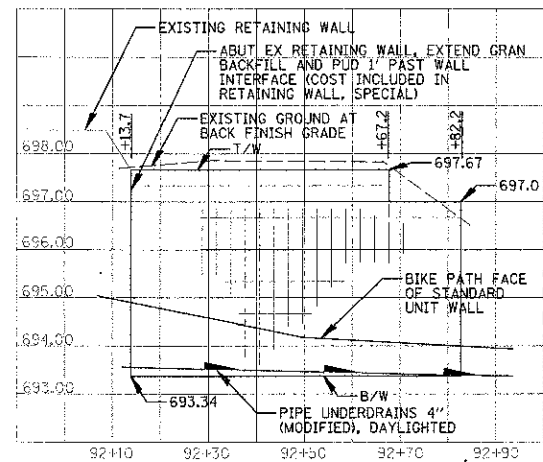 EXISTING RETAINING WALL
ABUT EX RETAINING WALL, EXTEND GRAN
BACKFILL AND PUD 1' PAST WALL
INTERFACE (COST INCLUDED IN
RETAINING WALL, SPECIAL)
+13.7
EXISTING GROUND AT
BACK FINISH GRADE
+67.2
+82.2
698.00
T/W
697.67
697.00
697.0
696.00
695.00
BIKE PATH FACE
OF STANDARD
UNIT WALL
694.00
693.00
693.34
B/W
PIPE UNDERDRAINS 4"
(MODIFIED), DAYLIGHTED
92+10 92+30 92+50 92+70 92+90